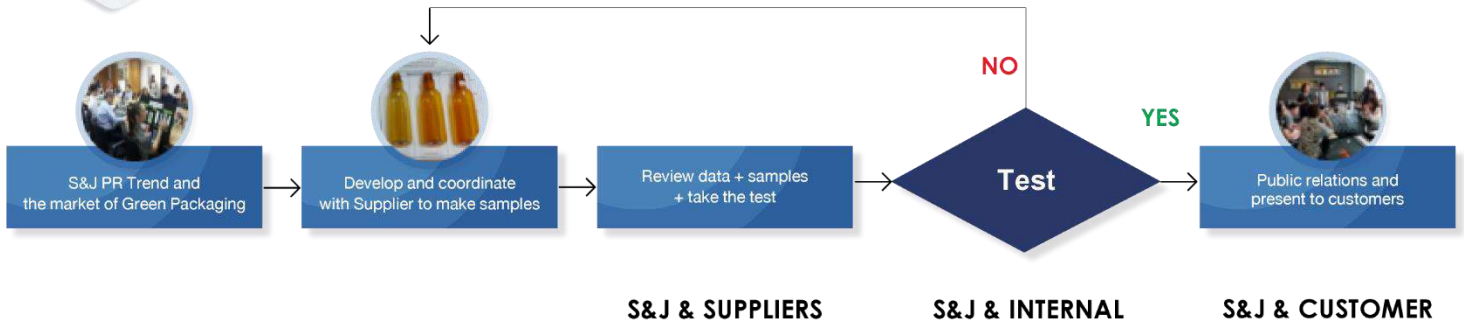 NO
YES
S&J PR Trend and
the market of Green Packaging
Develop and coordinate
with Supplier to make samples
Review data + samples
+ take the test
Test
Public relations and
present to customers
S&J & SUPPLIERS
S&J & INTERNAL
S&J & CUSTOMER